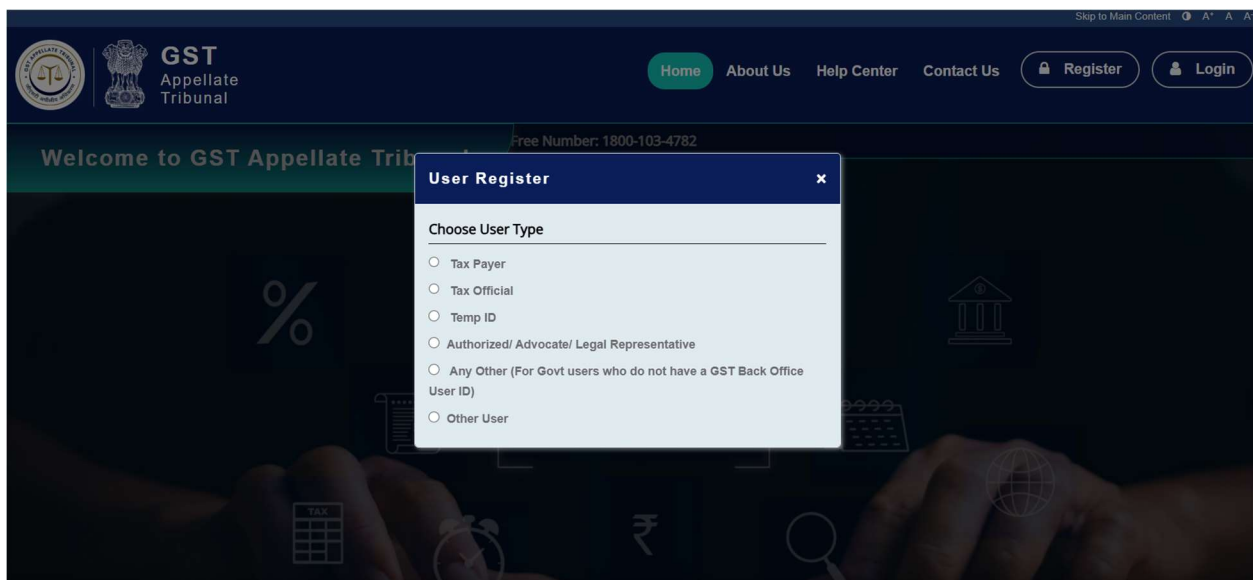 Skip to Main Content A+ A A
GST
Appellate
Tribunal
Home About Us Help Center Contact Us Register Login
Free Number: 1800-103-4782
Welcome to GST Appellate
User Register ×
Choose User Type
Tax Payer
Tax Official
Temp ID
Authorized/ Advocate/ Legal Representative
Any Other (For Govt users who do not have a GST Back Office
User ID)
Other User
%
TAX
₹